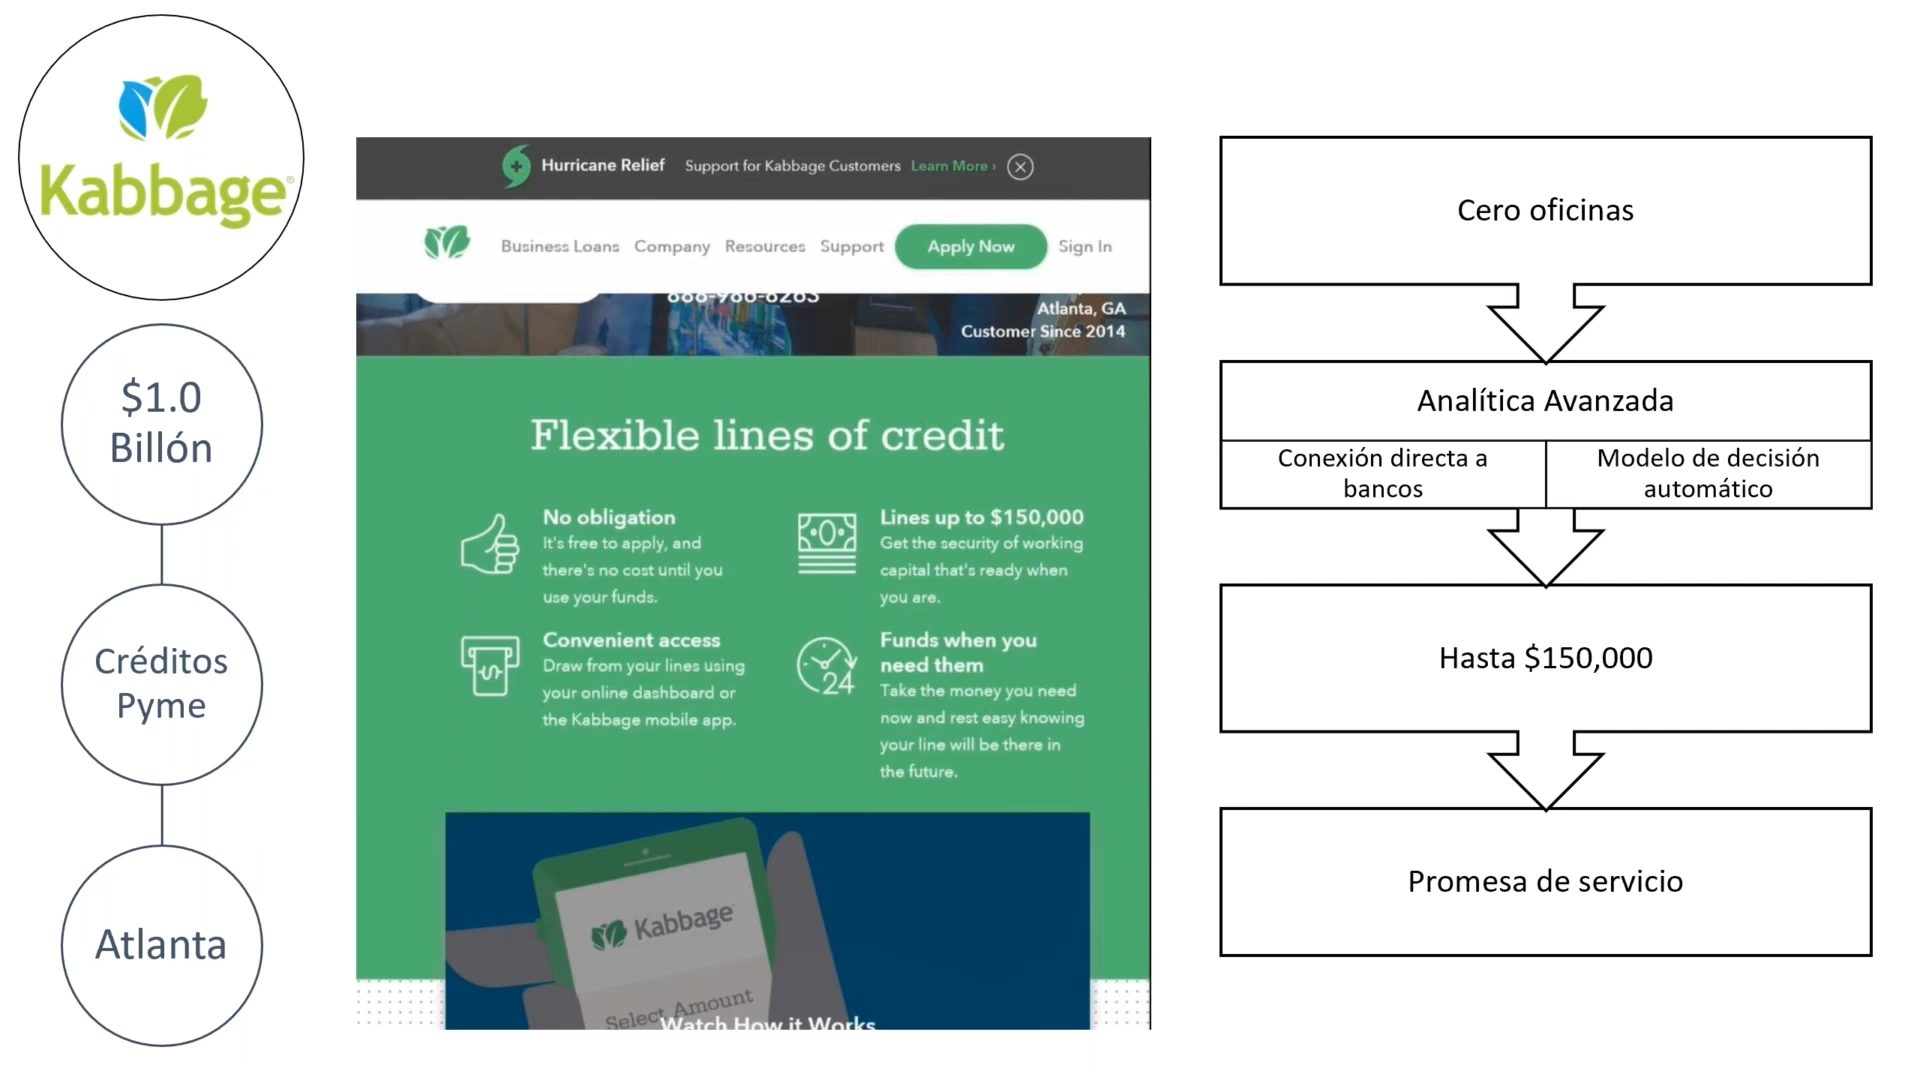 Kabbage
$1.0
Billón
Créditos
Pyme
Atlanta
Hurricane Relief Support for Kabbage Customers Learn More ›
Business Loans Company Resources Support Apply Now Sign In
888-986-8263
Atlanta, GA
Customer Since 2014
Flexible lines of credit
No obligation
It's free to apply, and
there's no cost until you
use your funds.
Lines up to $150,000
Get the security of working
capital that's ready when
you are.
Convenient access
Draw from your lines using
your online dashboard or
the Kabbage mobile app.
24
Funds when you
need them
Take the money you need
now and rest easy knowing
your line will be there in
the future.
Kabbage
Select Amount
Watch How it Works
Cero oficinas
Analítica Avanzada
Conexión directa a
bancos
Modelo de decisión
automático
Hasta $150,000
Promesa de servicio